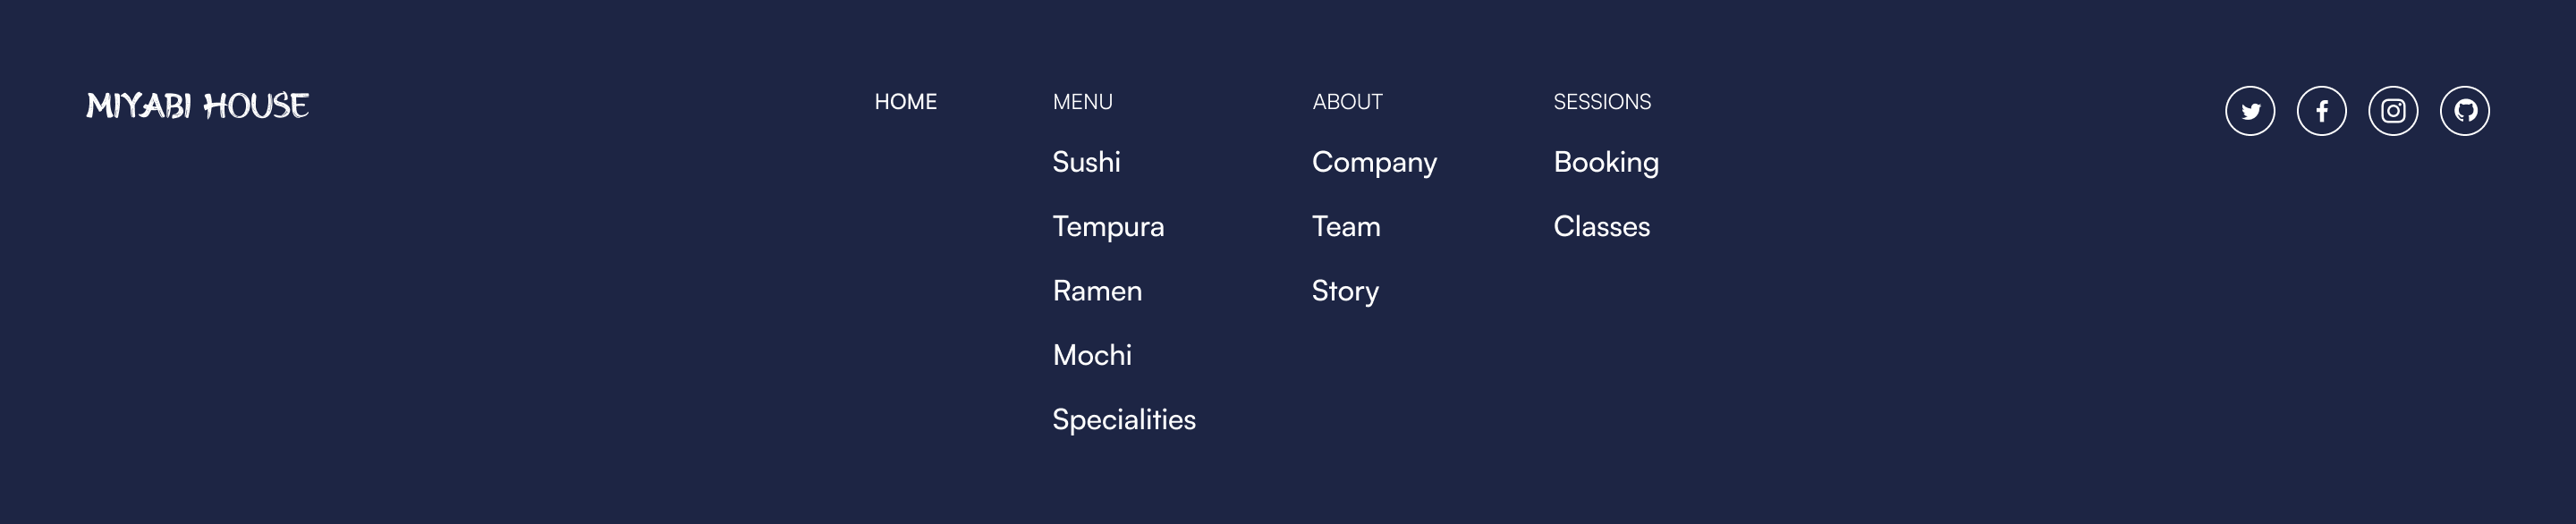 MIYABI HOUSE
HOME
MENU
Sushi
Tempura
Ramen
Mochi
Specialities
ABOUT
Company
Team
Story
SESSIONS
Booking
Classes